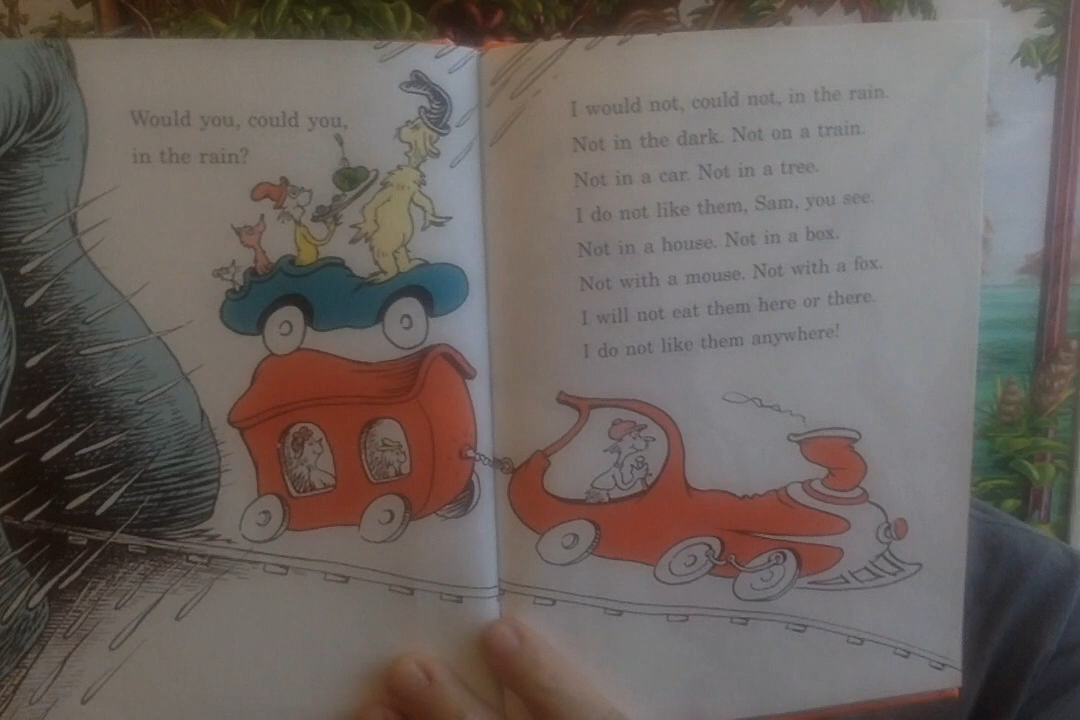 Would you, could you,
in the rain?
I would not, could not, in the rain.
Not in the dark. Not on a train.
Not in a car. Not in a tree.
I do not like them, Sam, you see.
Not in a house. Not in a box.
Not with a mouse. Not with a fox.
I will not eat them here or there.
I do not like them anywhere!